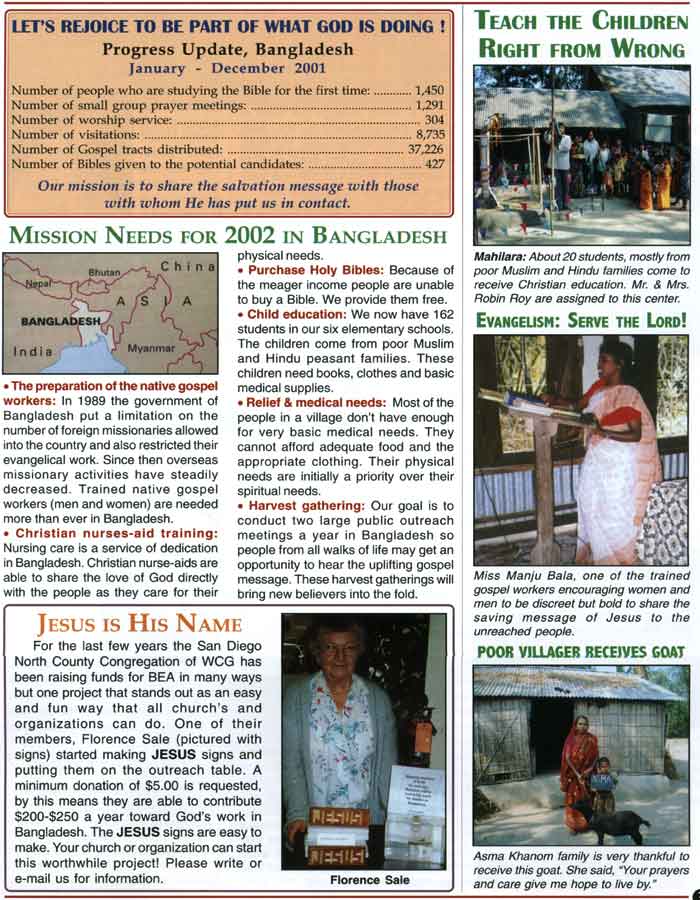 LET'S REJOICE TO BE PART OF WHAT GOD IS DOING !
Progress Update, Bangladesh
January - December 2001
Number of people who are studying the Bible for the first time: ............ 1,450
Number of small group prayer meetings: ............ 1,291
Number of worship service: ............ 304
Number of visitations: ............ 8,735
Number of Gospel tracts distributed: ............ 37,226
Number of Bibles given to the potential candidates: ............ 427
Our mission is to share the salvation message with those
with whom He has put us in contact.
MISSION NEEDS FOR 2002 IN BANGLADESH
China
Bhutan
Nepal
ASIA
BANGLADESH
India
Myanmar
• The preparation of the native gospel
workers: In 1989 the government of
Bangladesh put a limitation on the
number of foreign missionaries allowed
into the country and also restricted their
evangelical work. Since then overseas
missionary activities have steadily
decreased. Trained native gospel
workers (men and women) are needed
more than ever in Bangladesh.
• Christian nurses-aid training:
Nursing care is a service of dedication
in Bangladesh. Christian nurse-aids are
able to share the love of God directly
with the people as they care for their
physical needs.
• Purchase Holy Bibles: Because of
the meager income people are unable
to buy a Bible. We provide them free.
• Child education: We now have 162
students in our six elementary schools.
The children come from poor Muslim
and Hindu peasant families. These
children need books, clothes and basic
medical supplies.
• Relief & medical needs: Most of the
people in a village don't have enough
for very basic medical needs. They
cannot afford adequate food and the
appropriate clothing. Their physical
needs are initially a priority over their
spiritual needs.
• Harvest gathering: Our goal is to
conduct two large public outreach
meetings a year in Bangladesh so
people from all walks of life may get an
opportunity to hear the uplifting gospel
message. These harvest gatherings will
bring new believers into the fold.
JESUS IS HIS NAME
For the last few years the San Diego
North County Congregation of WCG has
been raising funds for BEA in many ways
but one project that stands out as an easy
and fun way that all church's and
organizations can do. One of their
members, Florence Sale (pictured with
signs) started making JESUS signs and
putting them on the outreach table. A
minimum donation of $5.00 is requested,
by this means they are able to contribute
$200-$250 a year toward God's work in
Bangladesh. The JESUS signs are easy to
make. Your church or organization can start
this worthwhile project! Please write or
e-mail us for information.
JESUS
JESUS
Florence Sale
TEACH THE CHILDREN
RIGHT FROM WRONG
Mahilara: About 20 students, mostly from
poor Muslim and Hindu families come to
receive Christian education. Mr. & Mrs.
Robin Roy are assigned to this center.
EVANGELISM: SERVE THE LORD!
Miss Manju Bala, one of the trained
gospel workers encouraging women and
men to be discreet but bold to share the
saving message of Jesus to the
unreached people.
POOR VILLAGER RECEIVES GOAT
Asma Khanom family is very thankful to
receive this goat. She said, "Your prayers
and care give me hope to live by."